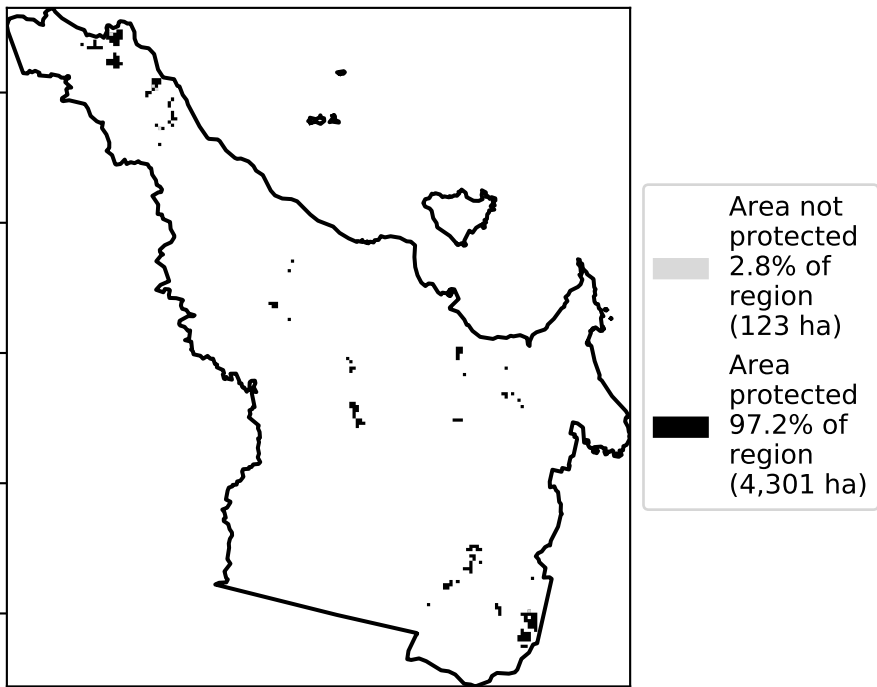 Area not
protected
2.8% of
region
(123 ha)
Area
protected
97.2% of
region
(4,301 ha)